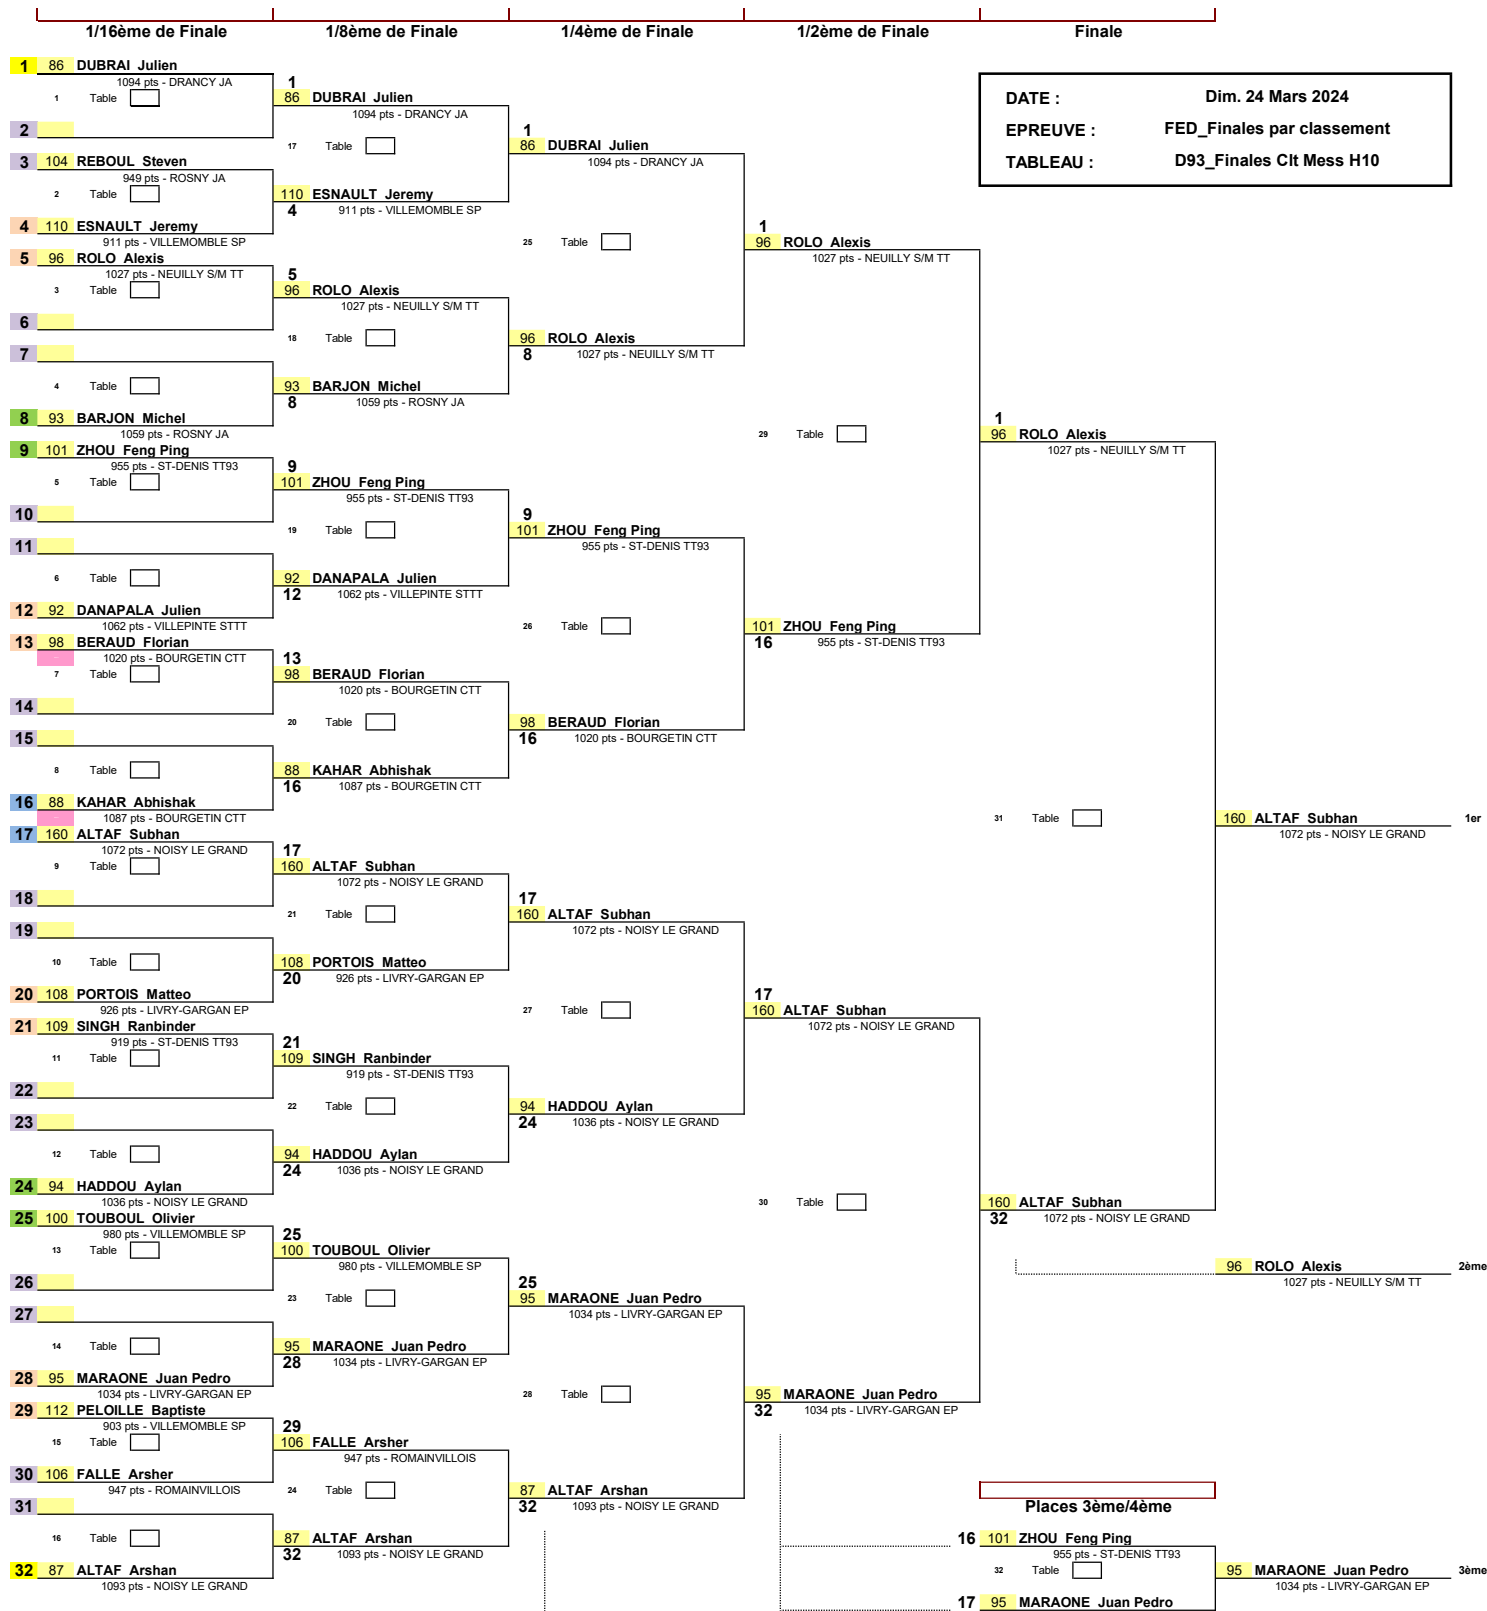 1/16ème de Finale 1/8ème de Finale 1/4ème de Finale 1/2ème de Finale Finale
DATE : Dim. 24 Mars 2024
EPREUVE : FED_Finales par classement
TABLEAU : D93_Finales Clt Mess H10
1 86 DUBRAI Julien
1094 pts - DRANCY JA
1 Table
2
3 104 REBOUL Steven
949 pts - ROSNY JA
2 Table
4 110 ESNAULT Jeremy
911 pts - VILLEMOMBLE SP
5 96 ROLO Alexis
1027 pts - NEUILLY S/M TT
3 Table
6
7
4 Table
8 93 BARJON Michel
1059 pts - ROSNY JA
9 101 ZHOU Feng Ping
955 pts - ST-DENIS TT93
5 Table
10
11
6 Table
12 92 DANAPALA Julien
1062 pts - VILLEPINTE STTT
13 98 BERAUD Florian
1020 pts - BOURGETIN CTT
7 Table
14
15
8 Table
16 88 KAHAR Abhishak
1087 pts - BOURGETIN CTT
17 160 ALTAF Subhan
1072 pts - NOISY LE GRAND
9 Table
18
19
10 Table
20 108 PORTOIS Matteo
926 pts - LIVRY-GARGAN EP
21 109 SINGH Ranbinder
919 pts - ST-DENIS TT93
11 Table
22
23
12 Table
24 94 HADDOU Aylan
1036 pts - NOISY LE GRAND
25 100 TOUBOUL Olivier
980 pts - VILLEMOMBLE SP
13 Table
26
27
14 Table
28 95 MARAONE Juan Pedro
1034 pts - LIVRY-GARGAN EP
29 112 PELOILLE Baptiste
903 pts - VILLEMOMBLE SP
15 Table
30 106 FALLE Arsher
947 pts - ROMAINVILLOIS
31
16 Table
32 87 ALTAF Arshan
1093 pts - NOISY LE GRAND
1
86 DUBRAI Julien
1094 pts - DRANCY JA
17 Table
110 ESNAULT Jeremy
4 911 pts - VILLEMOMBLE SP
5
96 ROLO Alexis
1027 pts - NEUILLY S/M TT
18 Table
93 BARJON Michel
8 1059 pts - ROSNY JA
9
101 ZHOU Feng Ping
955 pts - ST-DENIS TT93
19 Table
92 DANAPALA Julien
12 1062 pts - VILLEPINTE STTT
13
98 BERAUD Florian
1020 pts - BOURGETIN CTT
20 Table
88 KAHAR Abhishak
16 1087 pts - BOURGETIN CTT
17
160 ALTAF Subhan
1072 pts - NOISY LE GRAND
21 Table
108 PORTOIS Matteo
20 926 pts - LIVRY-GARGAN EP
21
109 SINGH Ranbinder
919 pts - ST-DENIS TT93
22 Table
94 HADDOU Aylan
24 1036 pts - NOISY LE GRAND
25
100 TOUBOUL Olivier
980 pts - VILLEMOMBLE SP
23 Table
95 MARAONE Juan Pedro
28 1034 pts - LIVRY-GARGAN EP
29
106 FALLE Arsher
947 pts - ROMAINVILLOIS
24 Table
87 ALTAF Arshan
32 1093 pts - NOISY LE GRAND
1
86 DUBRAI Julien
1094 pts - DRANCY JA
25 Table
96 ROLO Alexis
8 1027 pts - NEUILLY S/M TT
9
101 ZHOU Feng Ping
955 pts - ST-DENIS TT93
26 Table
98 BERAUD Florian
16 1020 pts - BOURGETIN CTT
17
160 ALTAF Subhan
1072 pts - NOISY LE GRAND
27 Table
94 HADDOU Aylan
24 1036 pts - NOISY LE GRAND
25
95 MARAONE Juan Pedro
1034 pts - LIVRY-GARGAN EP
28 Table
87 ALTAF Arshan
32 1093 pts - NOISY LE GRAND
1
96 ROLO Alexis
1027 pts - NEUILLY S/M TT
29 Table
101 ZHOU Feng Ping
16 955 pts - ST-DENIS TT93
17
160 ALTAF Subhan
1072 pts - NOISY LE GRAND
30 Table
95 MARAONE Juan Pedro
32 1034 pts - LIVRY-GARGAN EP
1
96 ROLO Alexis
1027 pts - NEUILLY S/M TT
31 Table
160 ALTAF Subhan
32 1072 pts - NOISY LE GRAND
160 ALTAF Subhan 1er
1072 pts - NOISY LE GRAND
96 ROLO Alexis 2ème
1027 pts - NEUILLY S/M TT
Places 3ème/4ème
16 101 ZHOU Feng Ping
955 pts - ST-DENIS TT93
32 Table
17 95 MARAONE Juan Pedro
95 MARAONE Juan Pedro 3ème
1034 pts - LIVRY-GARGAN EP